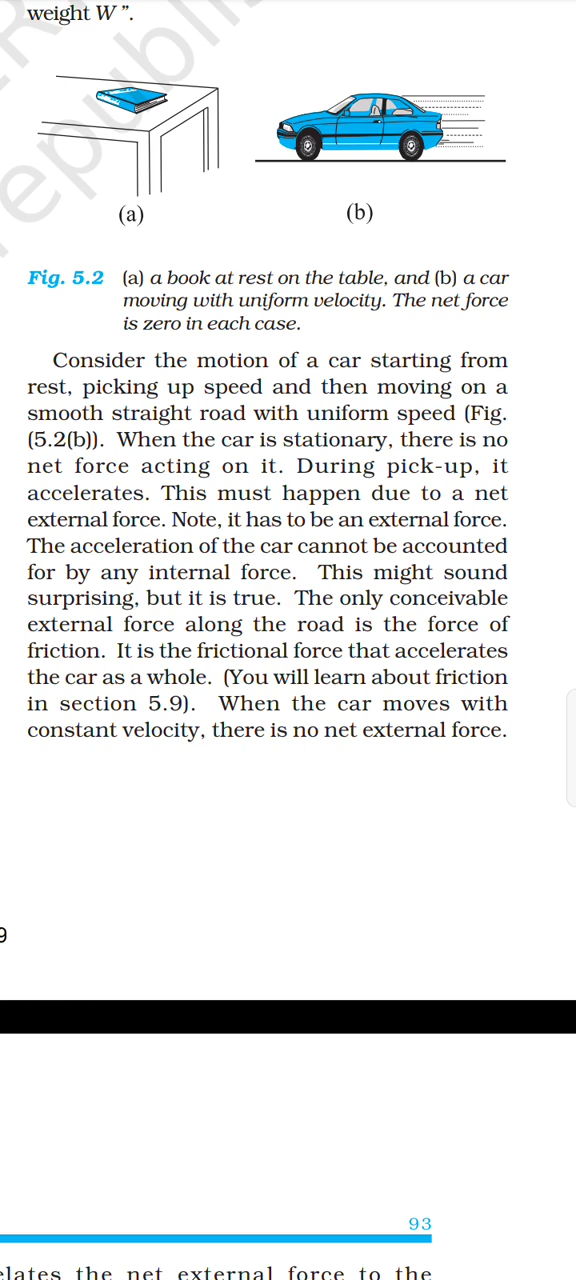 weight W ”.
(a)
(b)
Fig. 5.2 (a) a book at rest on the table, and (b) a car
moving with uniform velocity. The net force
is zero in each case.
Consider the motion of a car starting from
rest, picking up speed and then moving on a
smooth straight road with uniform speed (Fig.
(5.2(b)). When the car is stationary, there is no
net force acting on it. During pick-up, it
accelerates. This must happen due to a net
external force. Note, it has to be an external force.
The acceleration of the car cannot be accounted
for by any internal force. This might sound
surprising, but it is true. The only conceivable
external force along the road is the force of
friction. It is the frictional force that accelerates
the car as a whole. (You will learn about friction
in section 5.9). When the car moves with
constant velocity, there is no net external force.
9
93
the net external force to the